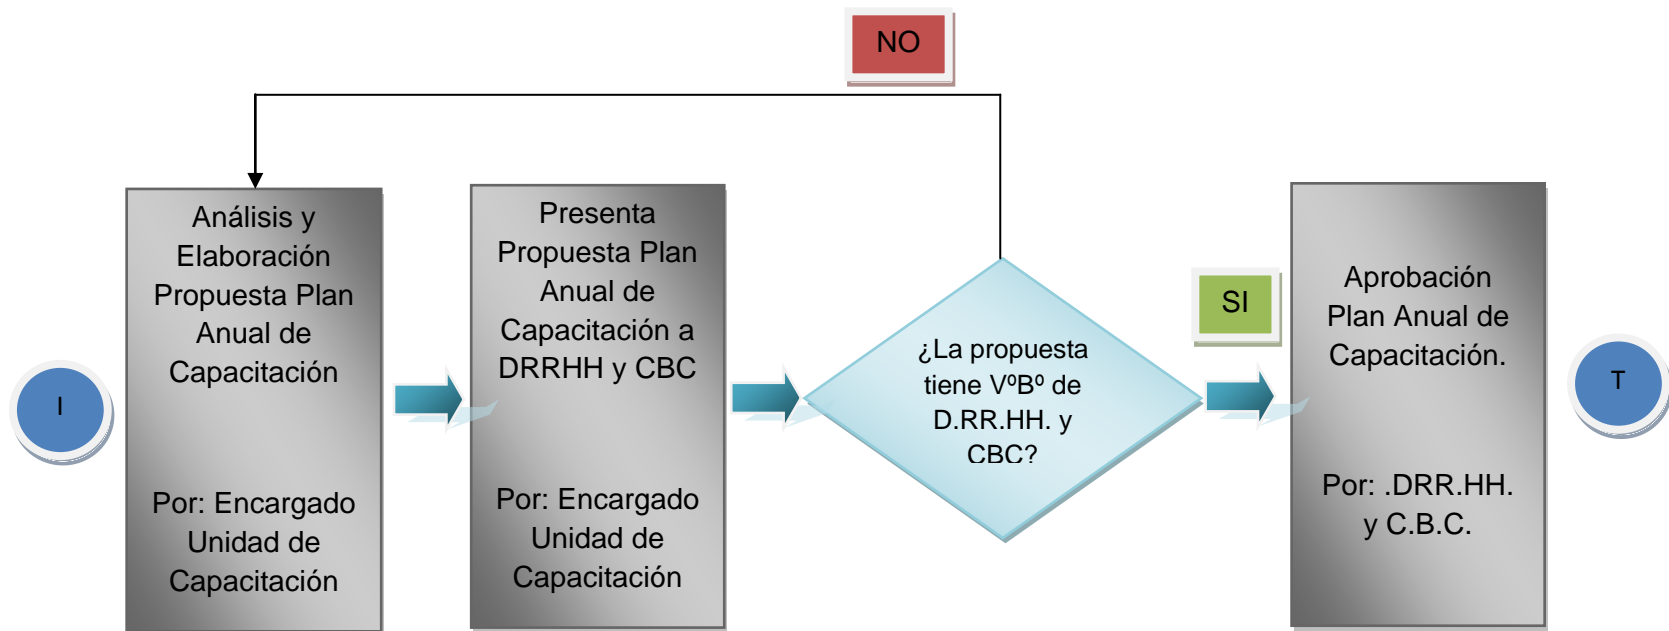 NO
I
Análisis y
Elaboración
Propuesta Plan
Anual de
Capacitación
Por: Encargado
Unidad de
Capacitación
Presenta
Propuesta Plan
Anual de
Capacitación a
DRRHH y CBC
Por: Encargado
Unidad de
Capacitación
¿La propuesta
tiene VºBº de
D.RR.HH. y
CBC?
SI
Aprobación
Plan Anual de
Capacitación.
Por: .DRR.HH.
y C.B.C.
T